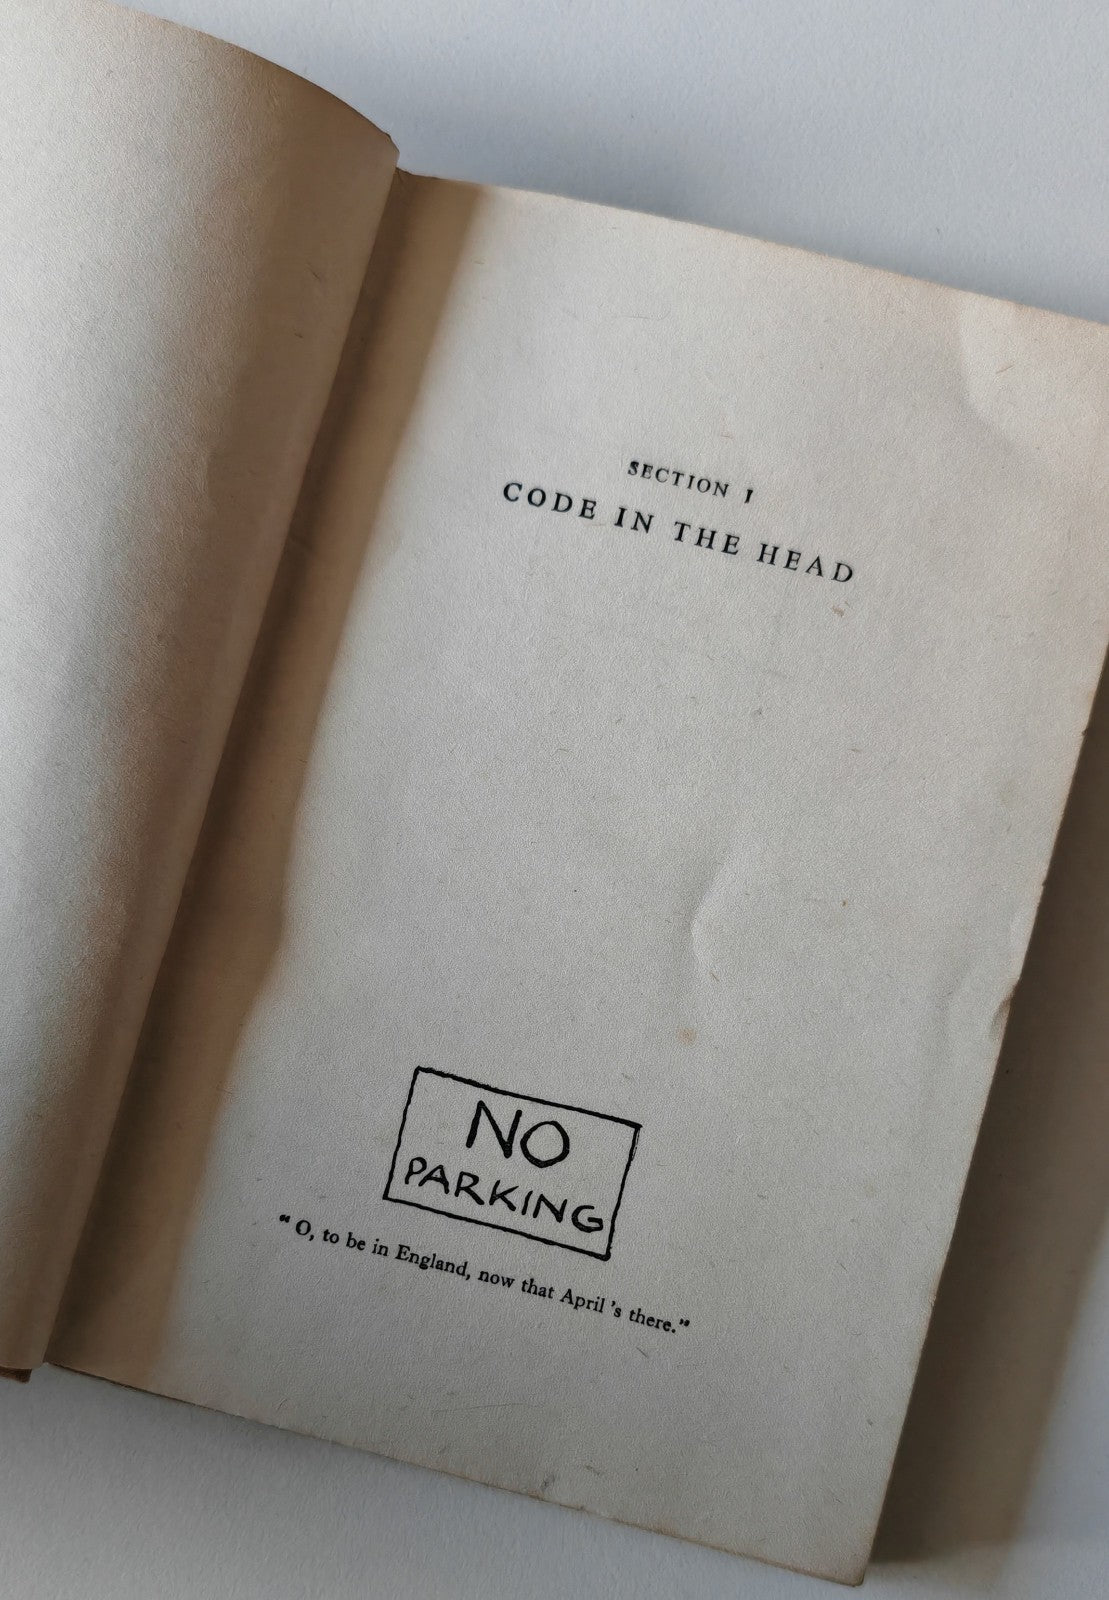 SECTION I
CODE IN THE HEAD
NO
PARKING
"O, to be in England, now that April's there."